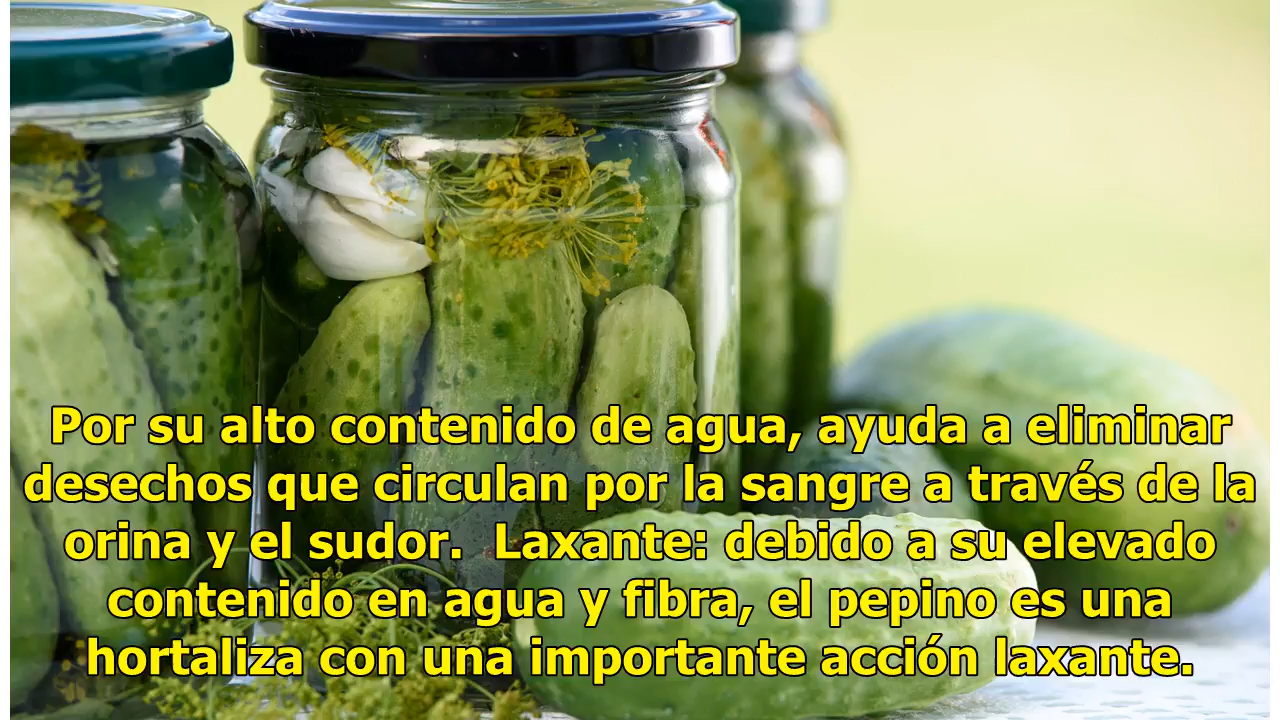 Por su alto contenido de agua, ayuda a eliminar
desechos que circulan por la sangre a través de la
orina y el sudor.  Laxante: debido a su elevado
contenido en agua y fibra, el pepino es una
hortaliza con una importante acción laxante.